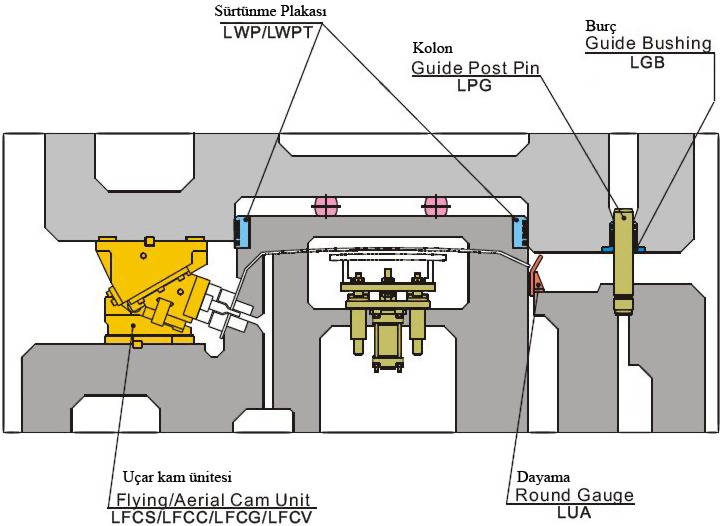 Sürtünme Plakası
LWP/LWPT
Kolon
Guide Post Pin
LPG
Burç
Guide Bushing
LGB
Uçar kam ünitesi
Flying/Aerial Cam Unit
LFCS/LFCC/LFCG/LFCV
Dayama
Round Gauge
LUA